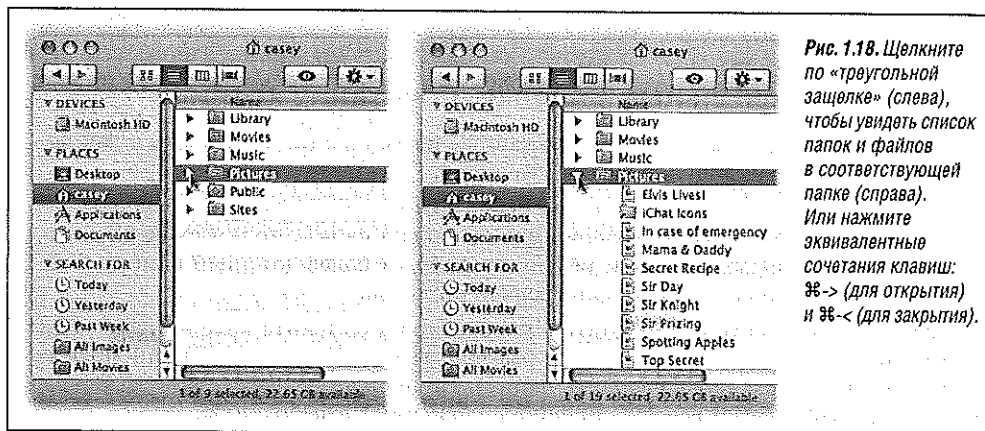 casey
Name
▼ DEVICES
Macintosh HD
▼ PLACES
Desktop
casey
Applications
Documents
▼ SEARCH FOR
Today
Yesterday
Past Week
All Images
All Movies
Library
Movies
Music
Pictures
Public
Sites
1 of 9 selected, 22.65 GB available
casey
Name
▼ DEVICES
Macintosh HD
▼ PLACES
Desktop
casey
Applications
Documents
▼ SEARCH FOR
Today
Yesterday
Past Week
All Images
All Movies
Library
Movies
Music
Pictures
Elvis Lives!
iChat Icons
In case of emergency
Mama & Daddy
Secret Recipe
Sir Day
Sir Knight
Sir Prizing
Spotting Apples
Top Secret
1 of 19 selected, 22.65 GB available
Рис. 1.18. Щелкните
по «треугольной
защелке» (слева),
чтобы увидеть список
папок и файлов
в соответствующей
папке (справа).
Или нажмите
эквивалентные
сочетания клавиш:
⌘-> (для открытия)
и ⌘-< (для закрытия).